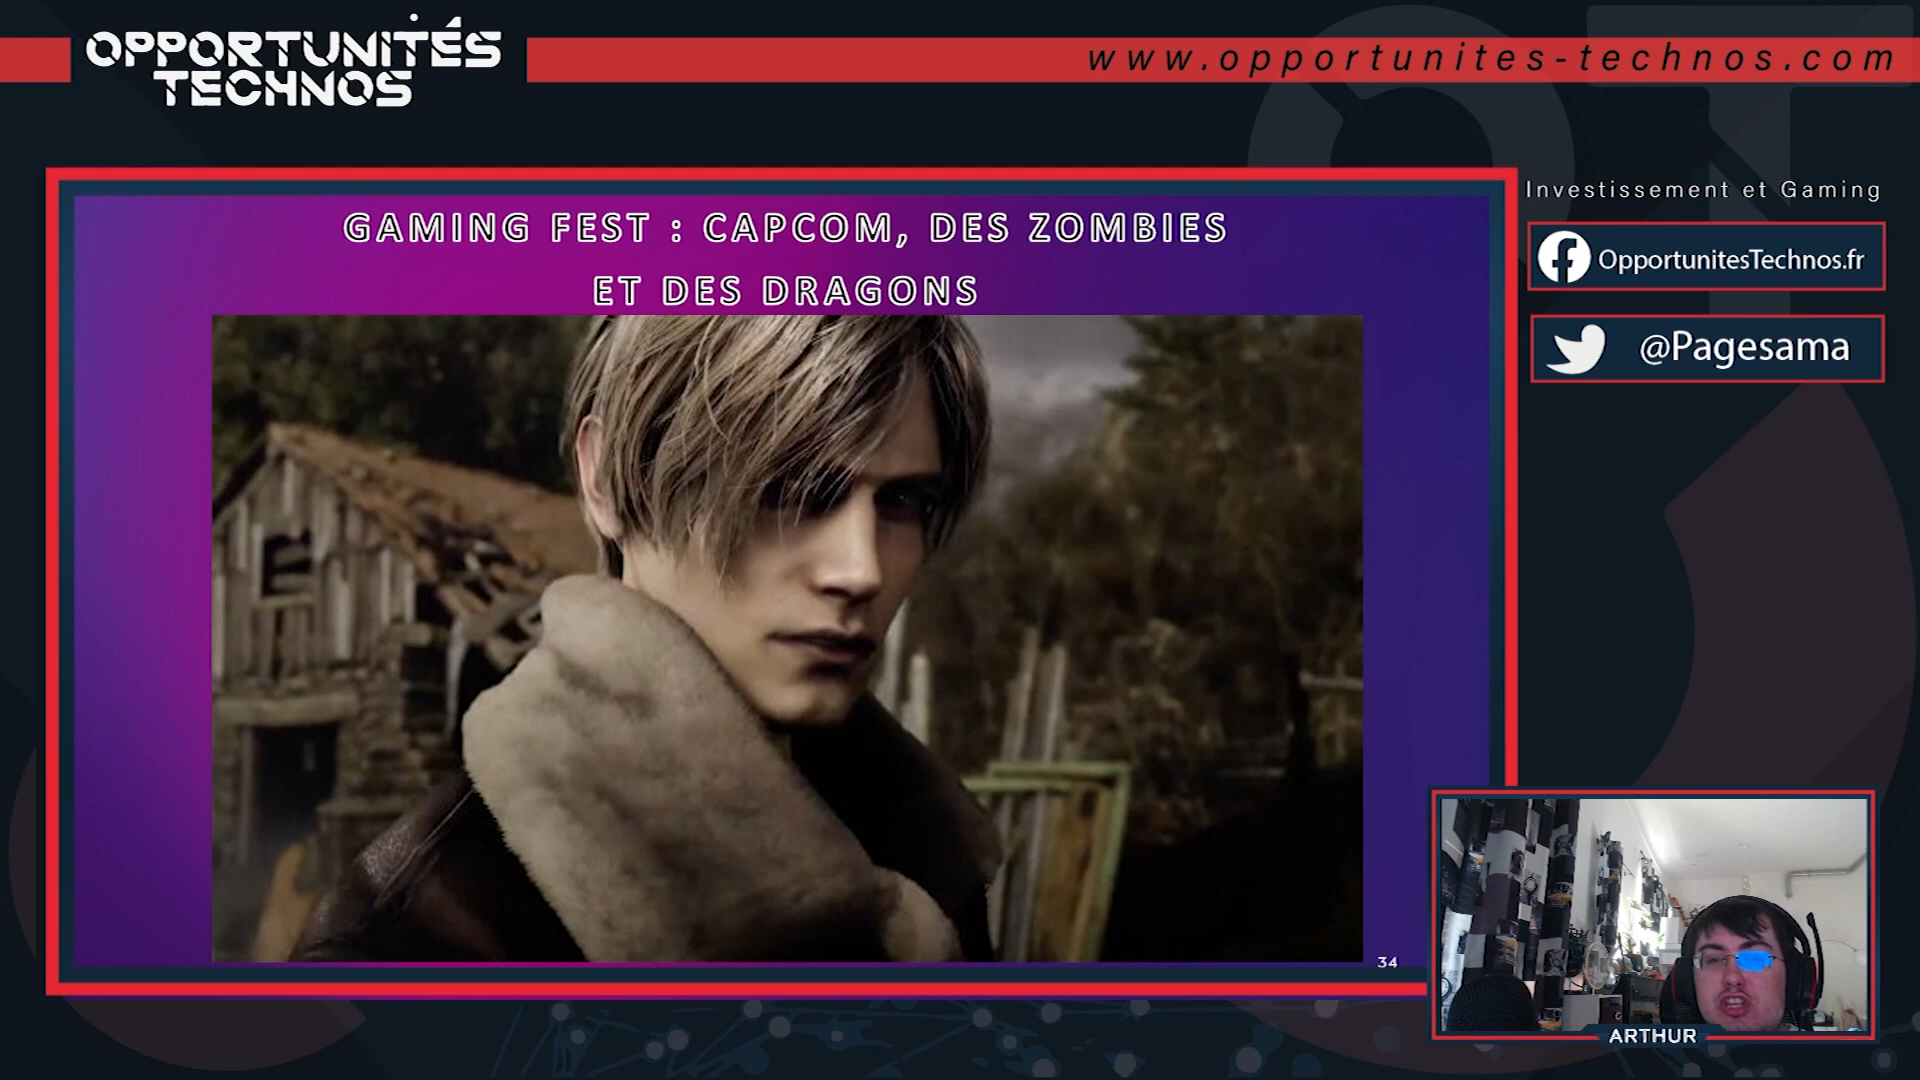 OPPORTUNITÉS
TECHNOS
www.opportunites-technos.com
Investissement et Gaming
OpportunitesTechnos.fr
@Pagesama
GAMING FEST : CAPCOM, DES ZOMBIES
ET DES DRAGONS
34
ARTHUR